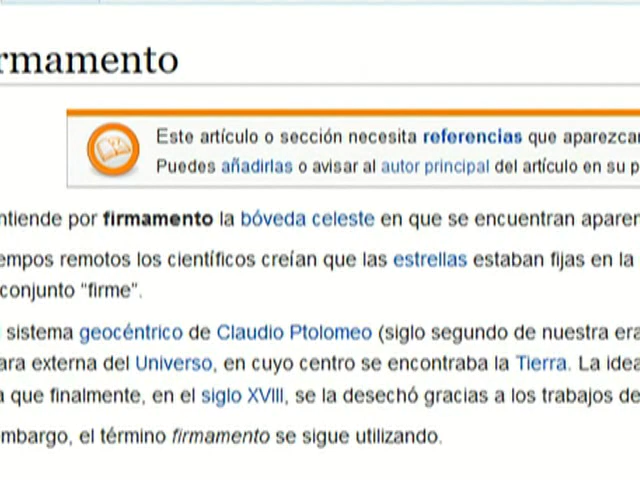 rmamento
Este artículo o sección necesita referencias que aparezcan
Puedes añadirlas o avisar al autor principal del artículo en su p
ntiende por firmamento la bóveda celeste en que se encuentran aparen
empos remotos los científicos creían que las estrellas estaban fijas en la
conjunto "firme".
sistema geocéntrico de Claudio Ptolomeo (siglo segundo de nuestra era
ara externa del Universo, en cuyo centro se encontraba la Tierra. La idea
a que finalmente, en el siglo XVIII, se la desechó gracias a los trabajos de
mbargo, el término firmamento se sigue utilizando.